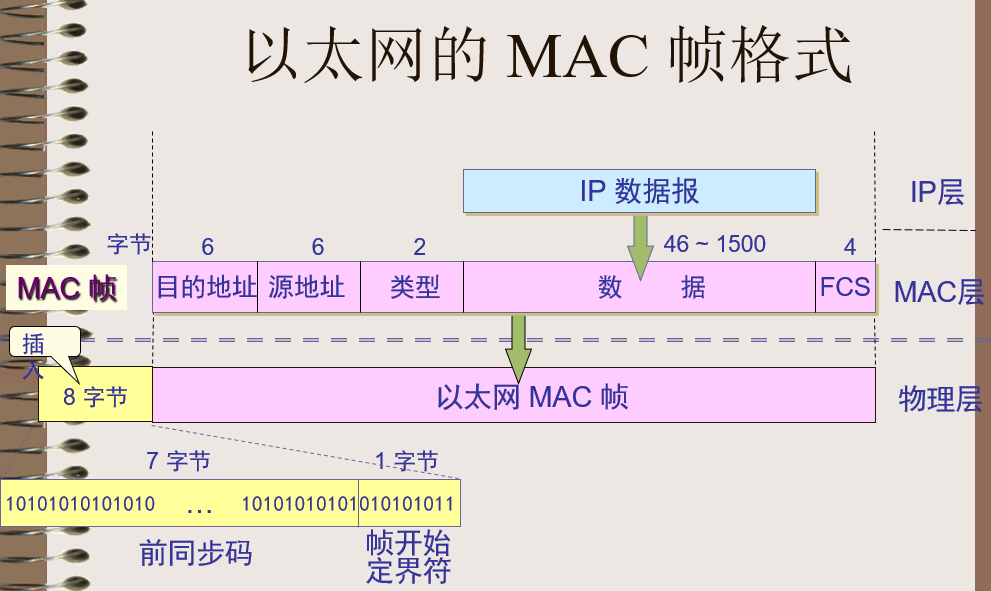 以太网的 MAC 帧格式
IP 数据报
IP层
字节
6
6
2
46 ~ 1500
4
MAC 帧
目的地址
源地址
类型
数 据
FCS
MAC层
插
入
8 字节
以太网 MAC 帧
物理层
7 字节
1 字节
10101010101010
…
10101010101
010101011
前同步码
帧开始
定界符